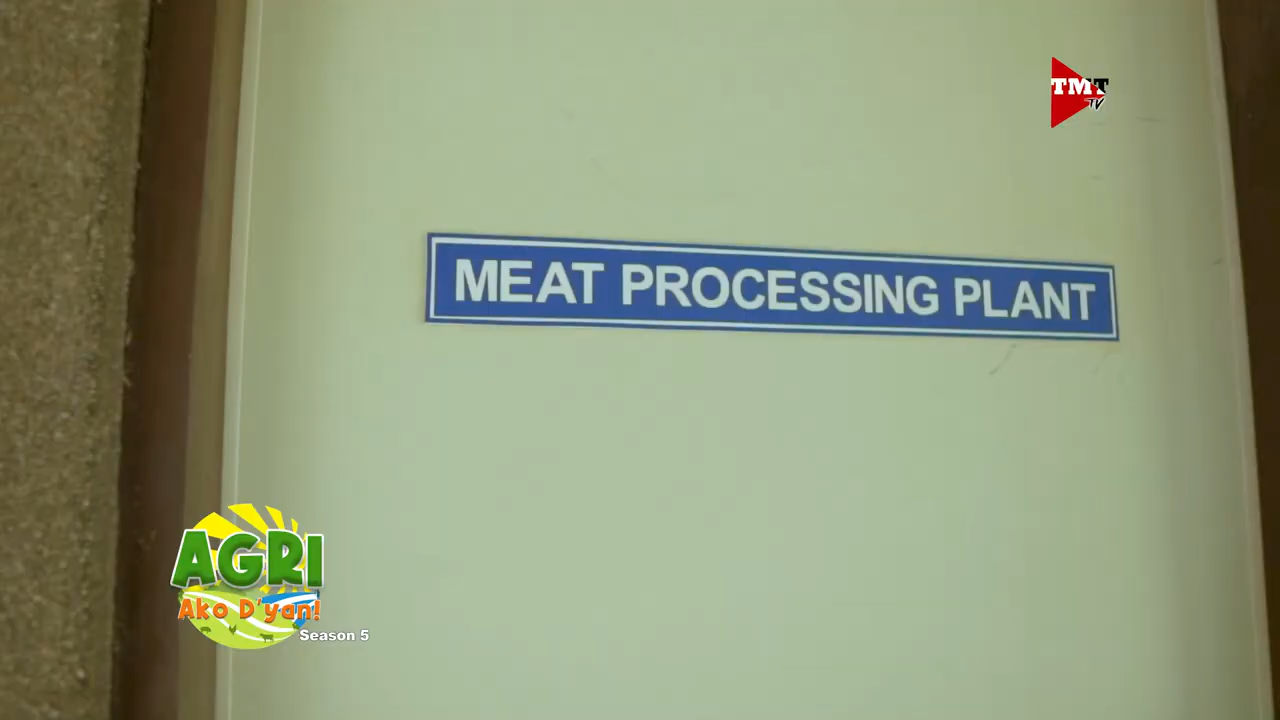 TMT
TV
MEAT PROCESSING PLANT
AGRI
Ako D'yan!
Season 5